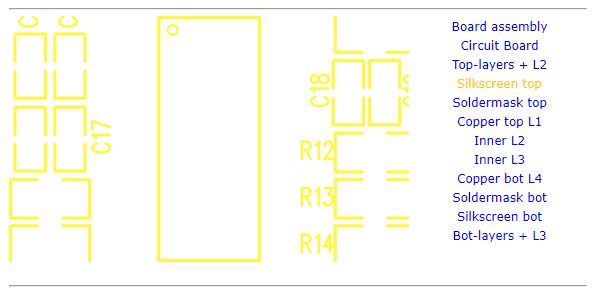 C17
C18
R12
R13
R14
Board assembly
Circuit Board
Top-layers + L2
Silkscreen top
Soldermask top
Copper top L1
Inner L2
Inner L3
Copper bot L4
Soldermask bot
Silkscreen bot
Bot-layers + L3